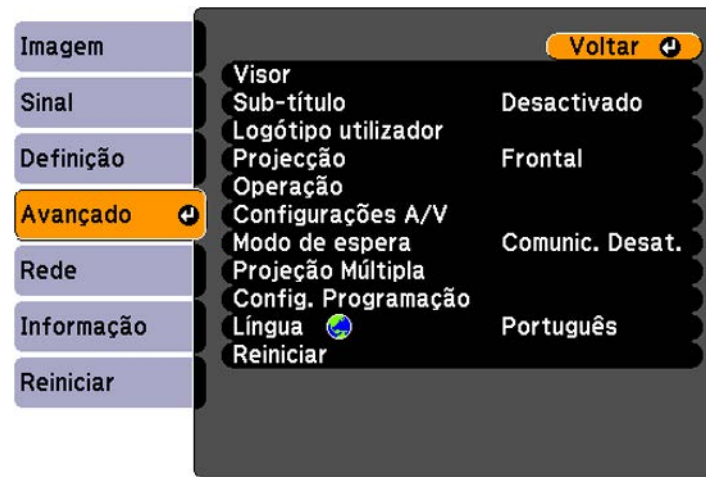 Imagem
Sinal
Definição
Avançado
Rede
Informação
Reiniciar
Voltar
Visor
Sub-título Desactivado
Logótipo utilizador
Projecção Frontal
Operação
Configurações A/V
Modo de espera Comunic. Desat.
Projeção Múltipla
Config. Programação
Língua Português
Reiniciar